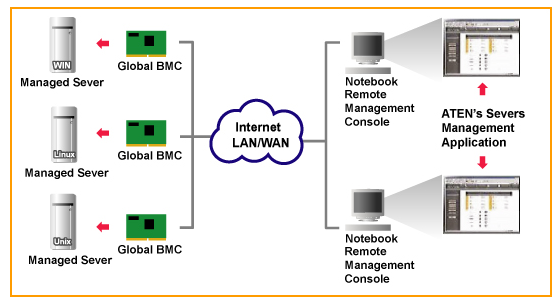 WIN
Managed Sever
Global BMC
Linux
Managed Sever
Global BMC
Unix
Managed Sever
Global BMC
Internet
LAN/WAN
Notebook
Remote
Management
Console
Notebook
Remote
Management
Console
ATEN's Severs
Management
Application